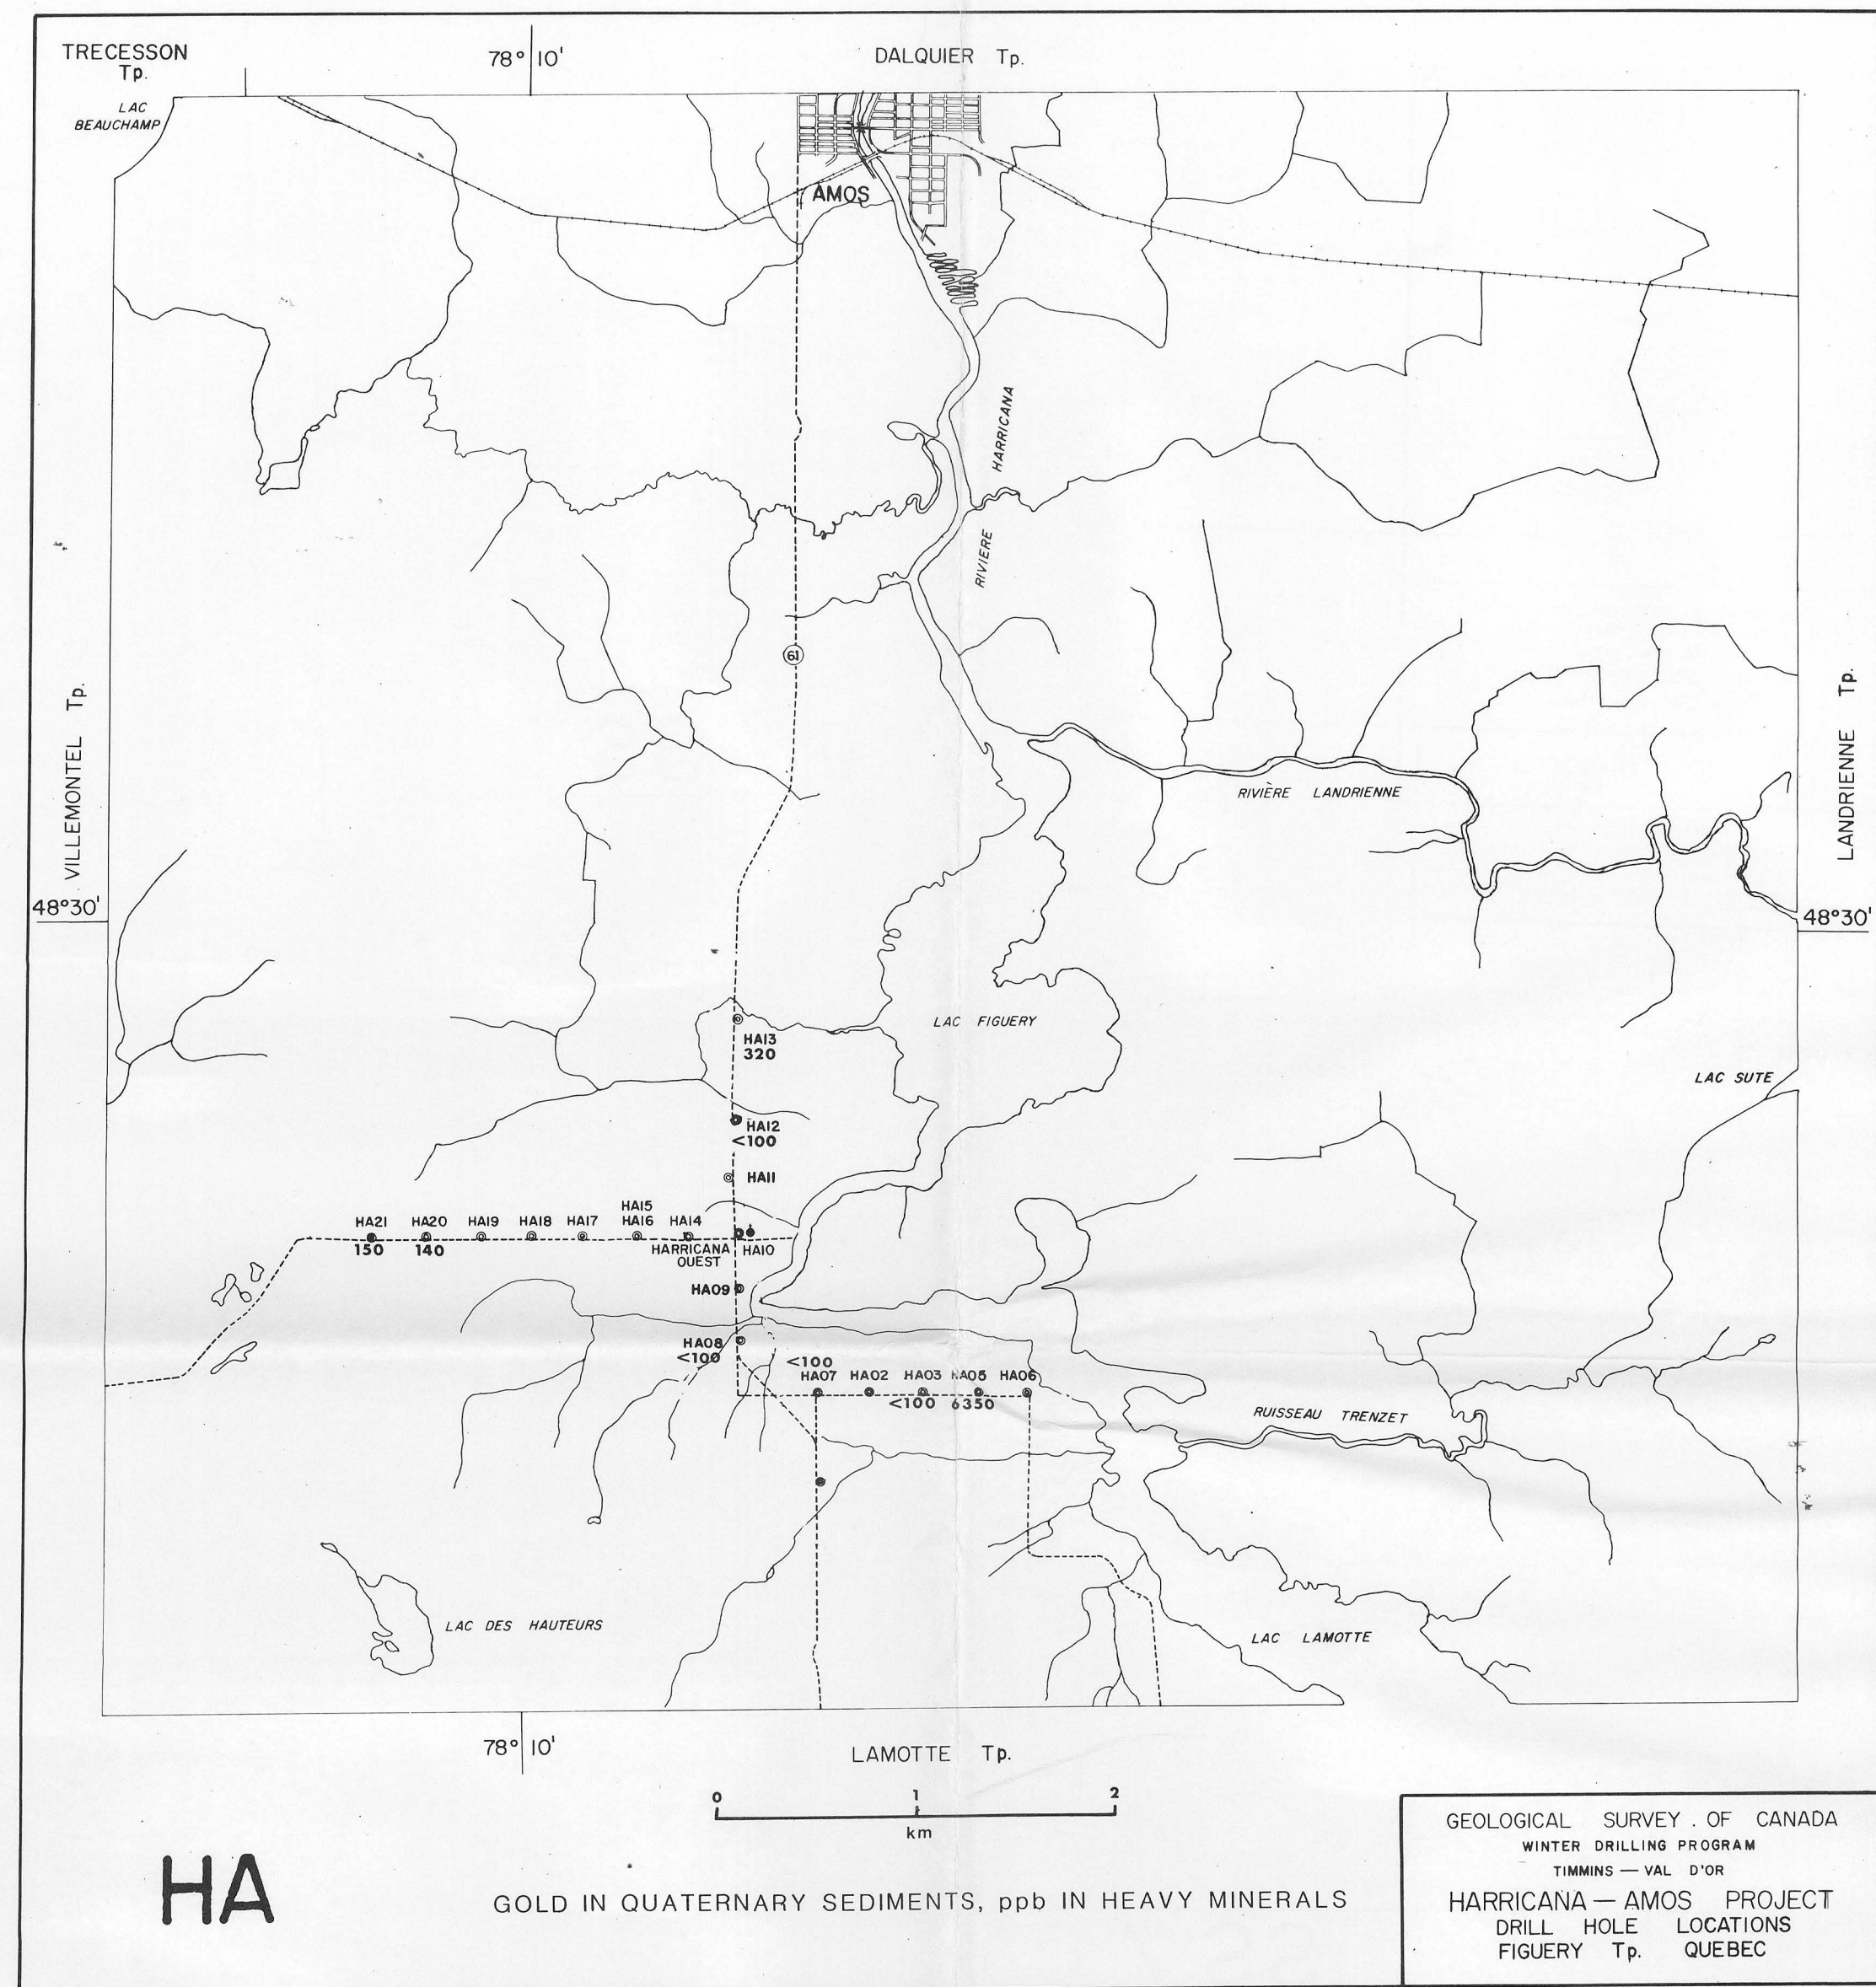 TRECESSON
Tp.
78° 10'
DALQUIER Tp.
LAC
BEAUCHAMP
AMOS
RIVIERE HARRICANA
61
VILLEMONTEL Tp.
LANDRIENNE Tp.
RIVIÈRE LANDRIENNE
48°30'
48°30'
LAC FIGUERY
HA13
320
LAC SUTE
HA12
<100
HA11
HA15
HA21 HA20 HA19 HA18 HA17 HA16 HA14
150 140
HARRICANA
OUEST
HA10
HA09
HA08
<100
<100
HA07 HA02 HA03 HA05 HA06
<100 6350
RUISSEAU TRENZET
LAC DES HAUTEURS
LAC LAMOTTE
78° 10'
LAMOTTE Tp.
0 1 2
km
HA
GOLD IN QUATERNARY SEDIMENTS, ppb IN HEAVY MINERALS
GEOLOGICAL SURVEY . OF CANADA
WINTER DRILLING PROGRAM
TIMMINS — VAL D'OR
HARRICANA — AMOS PROJECT
DRILL HOLE LOCATIONS
FIGUERY Tp. QUEBEC